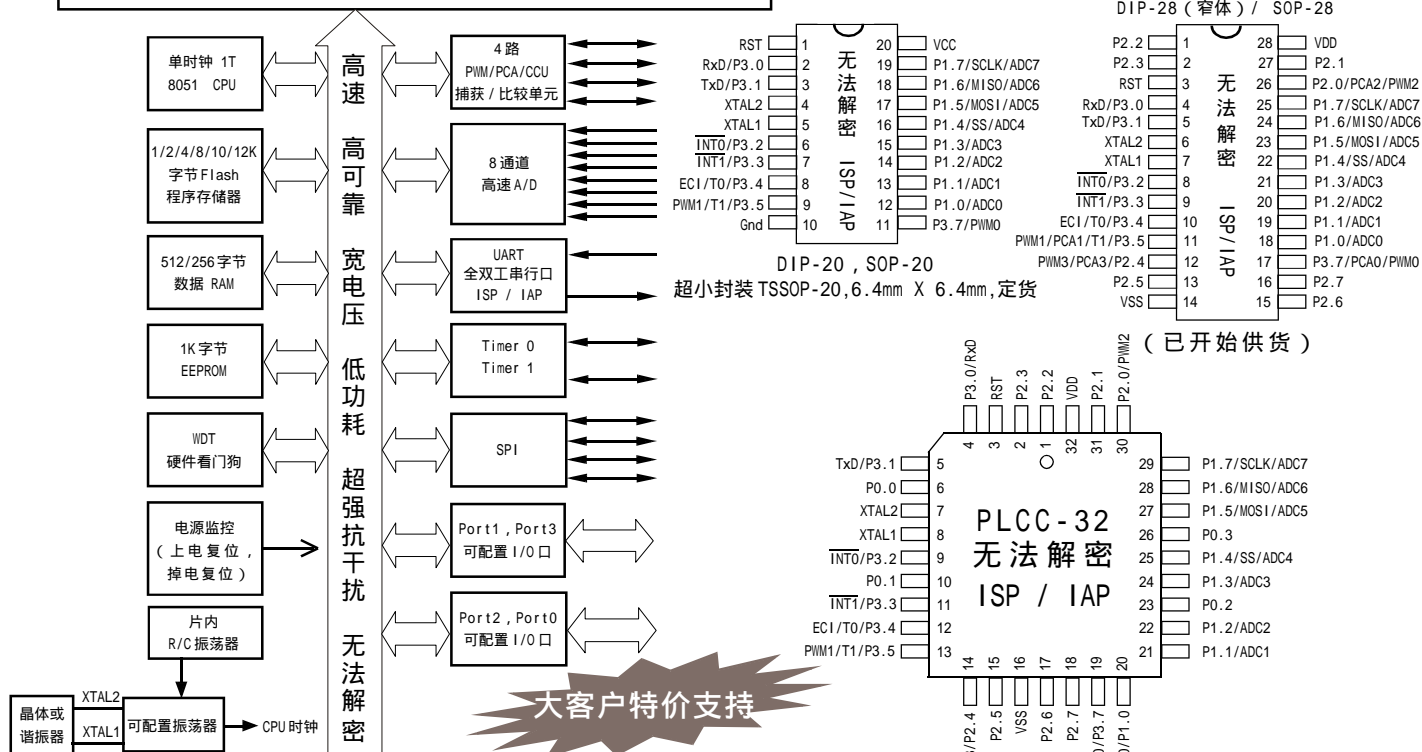 单时钟 1T
8051 CPU
1/2/4/8/10/12K
字节Flash
程序存储器
512/256字节
数据 RAM
1K字节
EEPROM
WDT
硬件看门狗
电源监控
(上电复位,
掉电复位)
片内
R/C振荡器
晶体或
谐振器
XTAL2
XTAL1
可配置振荡器
CPU时钟
高速 高可靠 宽电压 低功耗 超强抗干扰 无法解密
4路
PWM/PCA/CCU
捕获/比较单元
8通道
高速A/D
UART
全双工串行口
ISP / IAP
Timer 0
Timer 1
SPI
Port1,Port3
可配置I/O口
Port2,Port0
可配置I/O口
大客户特价支持
RST 1
RxD/P3.0 2
TxD/P3.1 3
XTAL2 4
XTAL1 5
INT0/P3.2 6
INT1/P3.3 7
ECI/T0/P3.4 8
PWM1/T1/P3.5 9
Gnd 10
无法解密 ISP/IAP
20 VCC
19 P1.7/SCLK/ADC7
18 P1.6/MISO/ADC6
17 P1.5/MOSI/ADC5
16 P1.4/SS/ADC4
15 P1.3/ADC3
14 P1.2/ADC2
13 P1.1/ADC1
12 P1.0/ADC0
11 P3.7/PWM0
DIP-20,SOP-20
超小封装TSSOP-20,6.4mm X 6.4mm,定货
DIP-28(窄体)/ SOP-28
P2.2 1
P2.3 2
RST 3
RxD/P3.0 4
TxD/P3.1 5
XTAL2 6
XTAL1 7
INT0/P3.2 8
INT1/P3.3 9
ECI/T0/P3.4 10
PWM1/PCA1/T1/P3.5 11
PWM3/PCA3/P2.4 12
P2.5 13
VSS 14
无法解密 ISP/IAP
28 VDD
27 P2.1
26 P2.0/PCA2/PWM2
25 P1.7/SCLK/ADC7
24 P1.6/MISO/ADC6
23 P1.5/MOSI/ADC5
22 P1.4/SS/ADC4
21 P1.3/ADC3
20 P1.2/ADC2
19 P1.1/ADC1
18 P1.0/ADC0
17 P3.7/PCA0/PWM0
16 P2.7
15 P2.6
(已开始供货)
P3.0/RxD 4
RST 3
P2.3 2
P2.2 1
VDD 32
P2.1 31
P2.0/PWM2 30
TxD/P3.1 5
P0.0 6
XTAL2 7
XTAL1 8
INT0/P3.2 9
P0.1 10
INT1/P3.3 11
ECI/T0/P3.4 12
PWM1/T1/P3.5 13
PLCC-32
无法解密
ISP / IAP
29 P1.7/SCLK/ADC7
28 P1.6/MISO/ADC6
27 P1.5/MOSI/ADC5
26 P0.3
25 P1.4/SS/ADC4
24 P1.3/ADC3
23 P0.2
22 P1.2/ADC2
21 P1.1/ADC1
14 /P2.4
15 P2.5
16 VSS
17 P2.6
18 P2.7
19 /P3.7
20 /P1.0